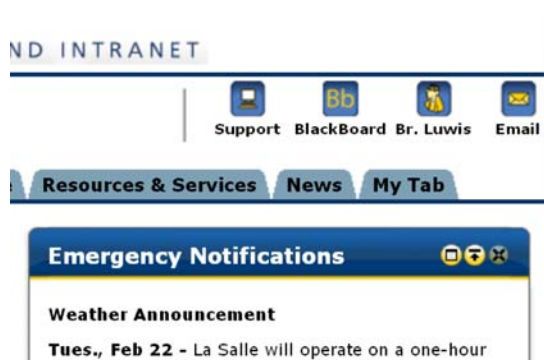 ND INTRANET
Bb
Support BlackBoard Br. Luwis Email
Resources & Services News My Tab
Emergency Notifications
Weather Announcement
Tues., Feb 22 - La Salle will operate on a one-hour